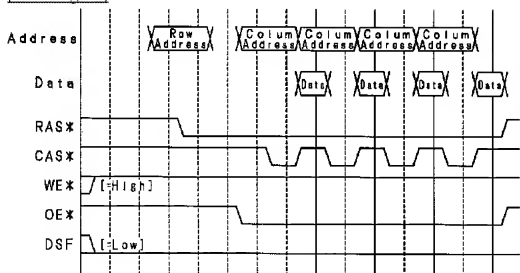 Address
Row Address
Colum Address
Colum Address
Colum Address
Colum Address
Data
Data
Data
Data
Data
RAS*
CAS*
WE*
[=High]
OE*
DSF
[=Low]